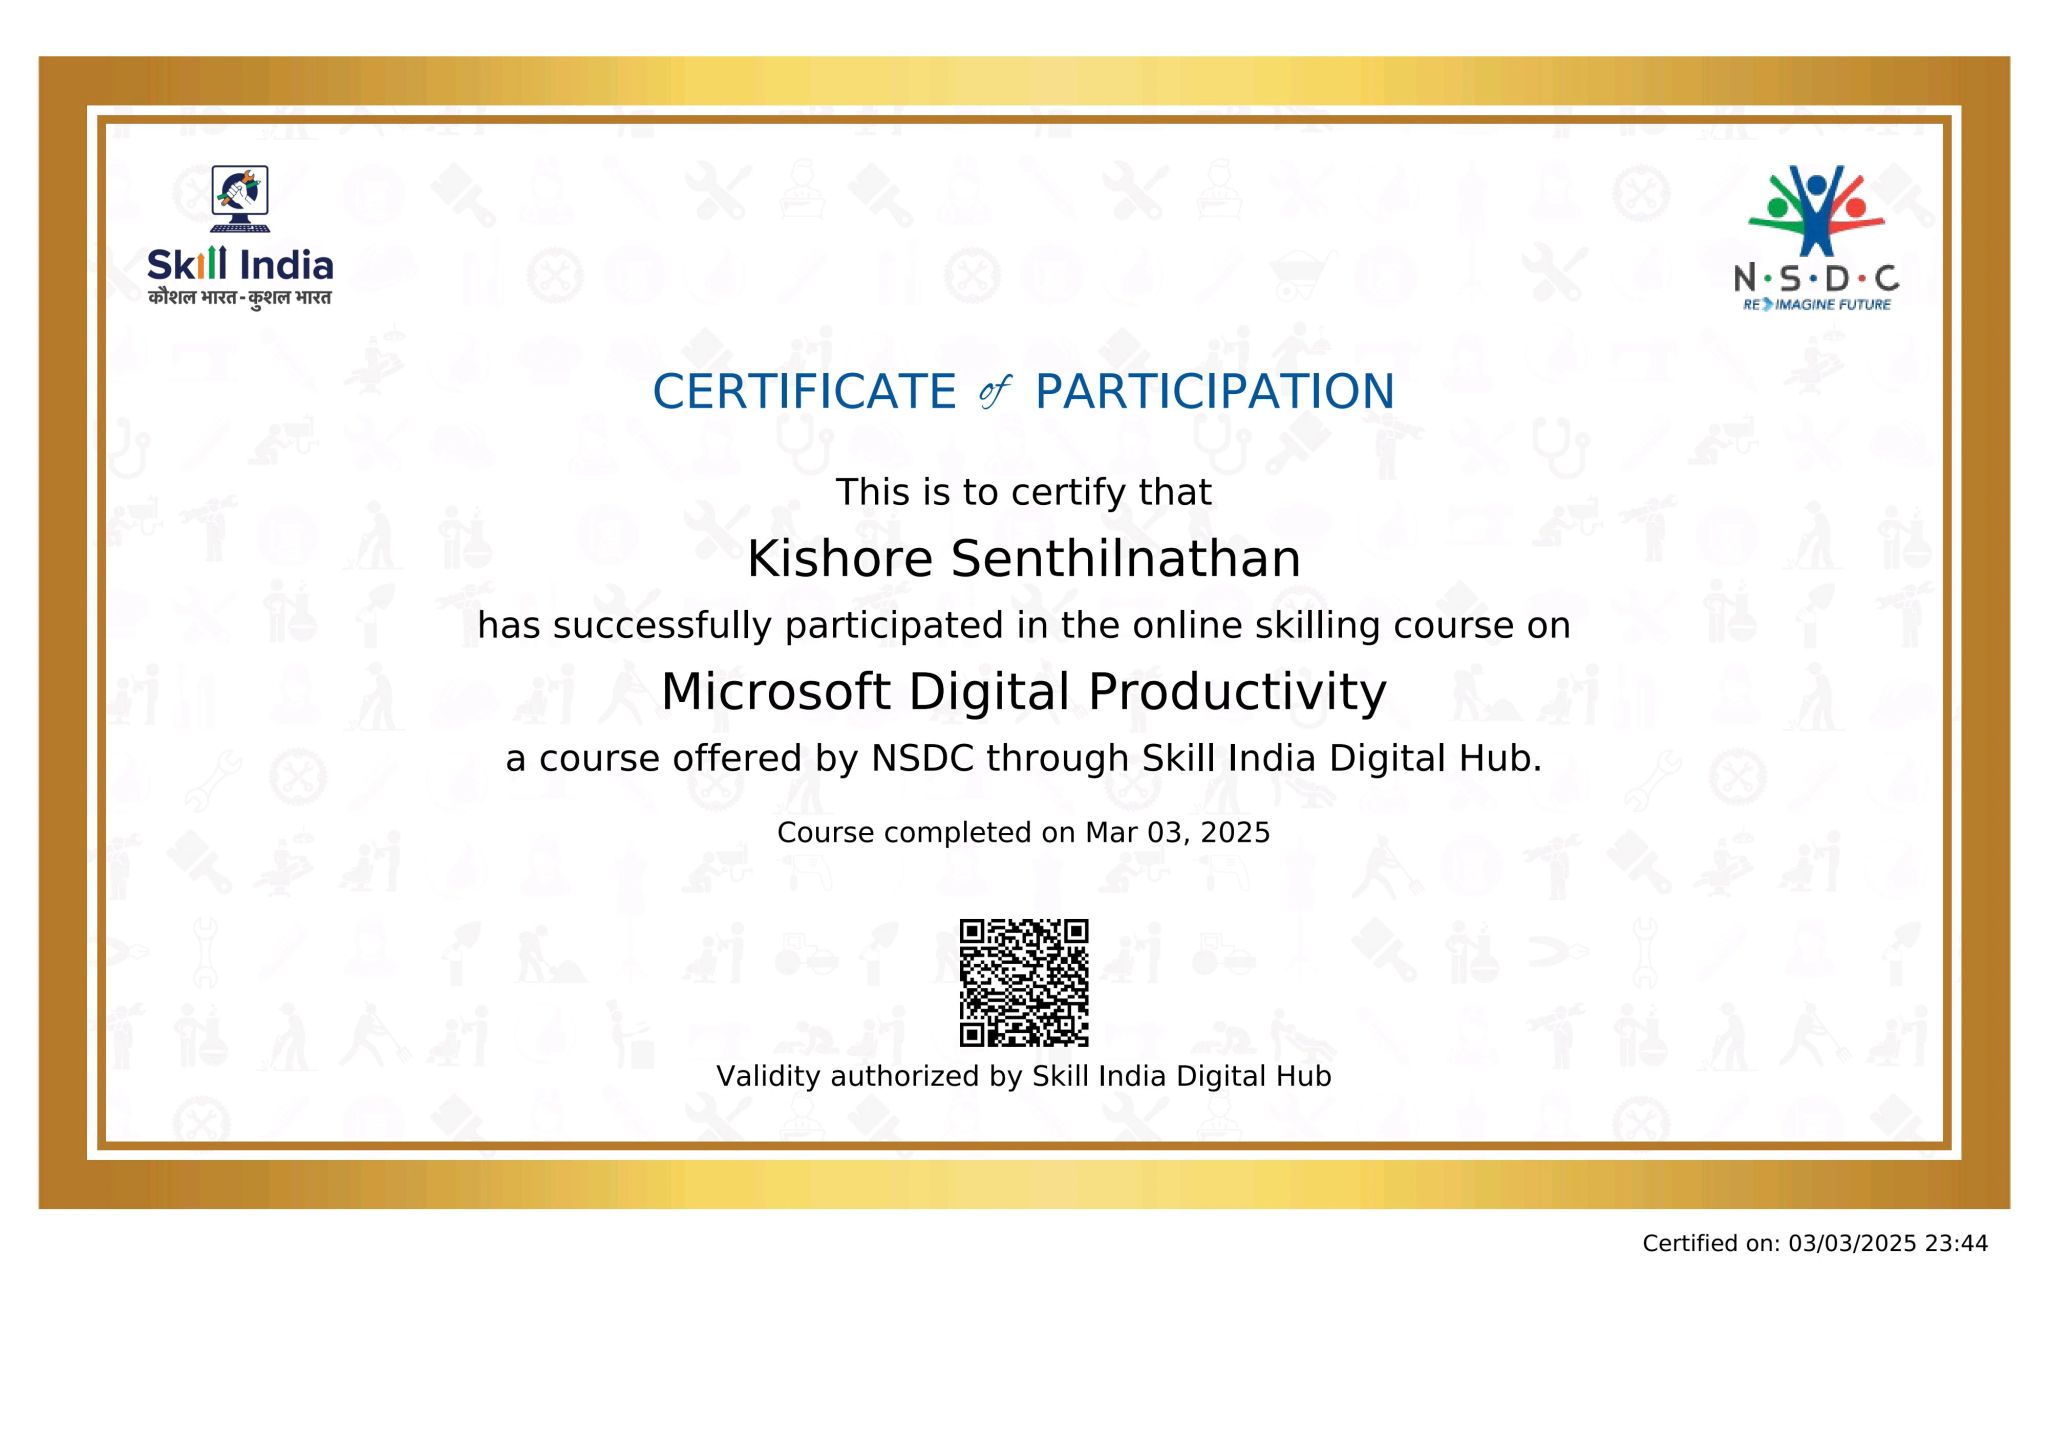 Skill India
कौशल भारत - कुशल भारत
N·S·D·C
RE IMAGINE FUTURE
CERTIFICATE of PARTICIPATION
This is to certify that
Kishore Senthilnathan
has successfully participated in the online skilling course on
Microsoft Digital Productivity
a course offered by NSDC through Skill India Digital Hub.
Course completed on Mar 03, 2025
Validity authorized by Skill India Digital Hub
Certified on: 03/03/2025 23:44